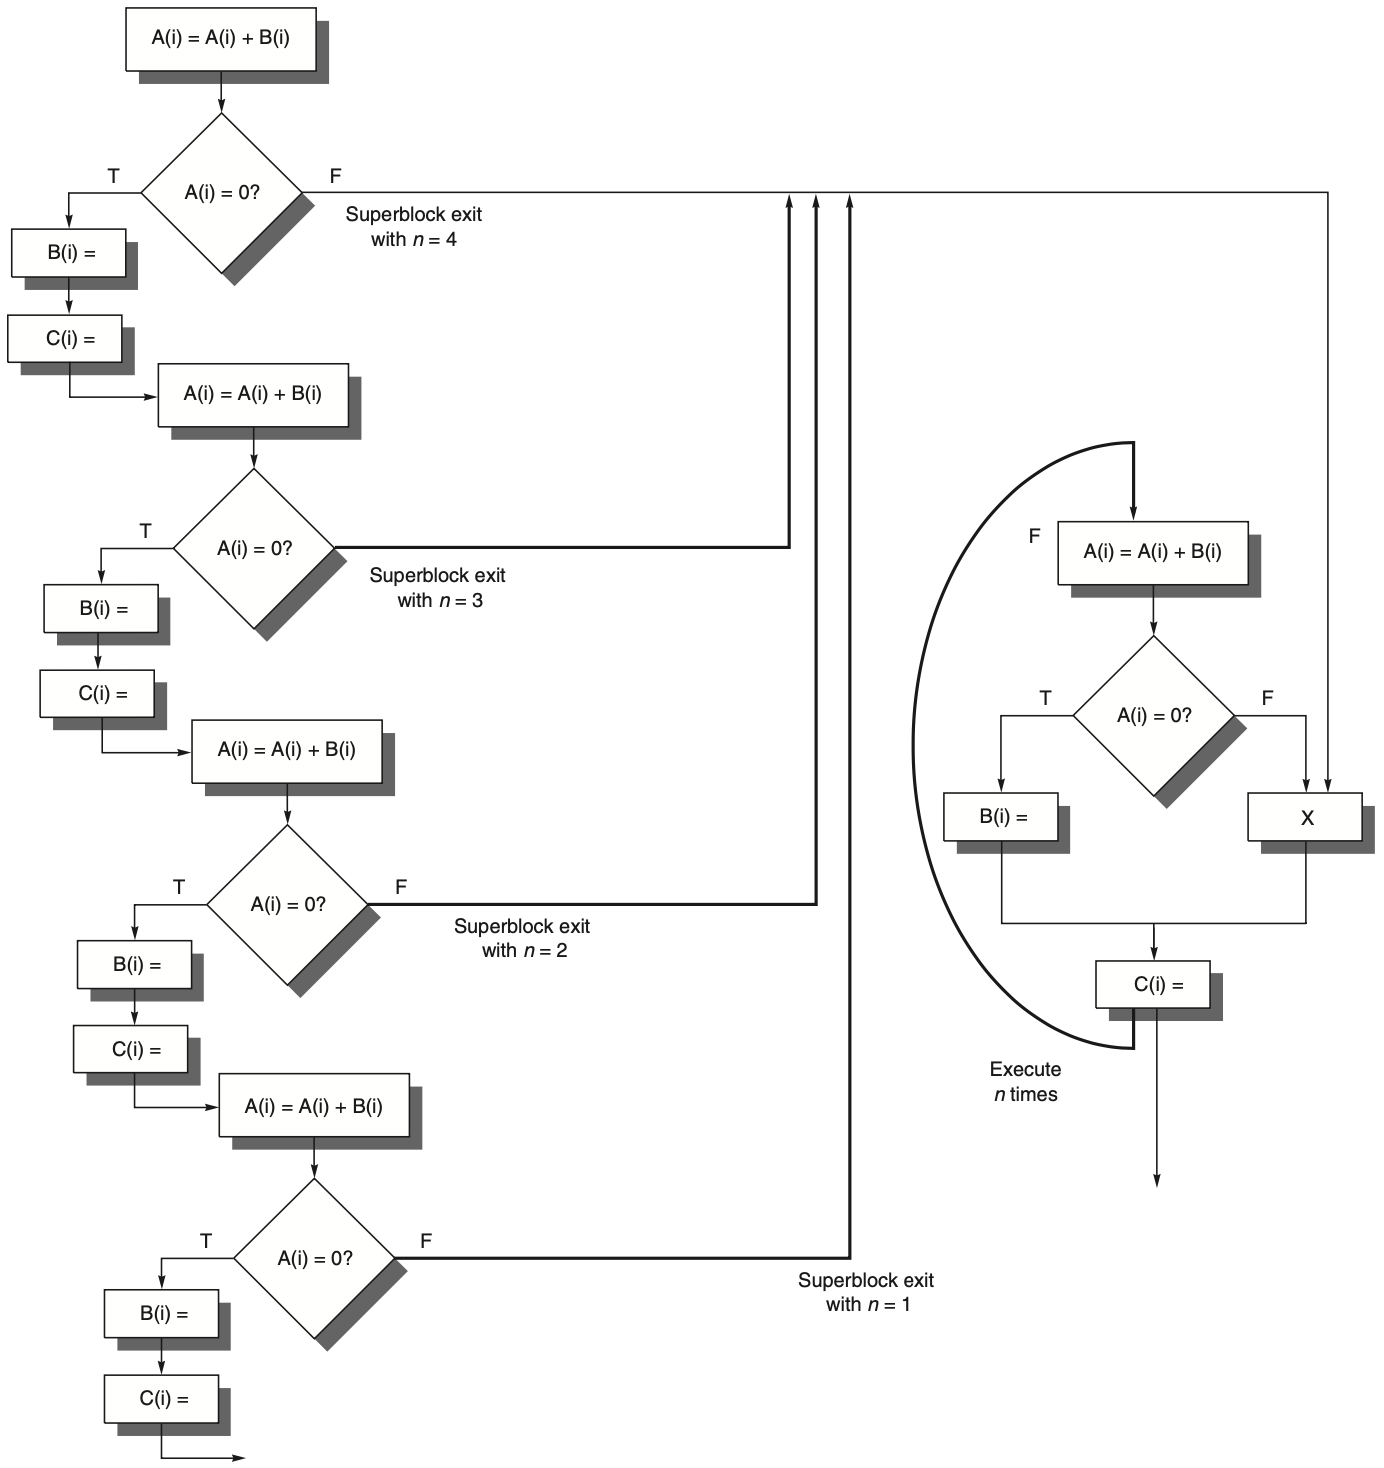 A(i) = A(i) + B(i)
T
A(i) = 0?
F
Superblock exit
with n = 4
B(i) =
C(i) =
A(i) = A(i) + B(i)
T
A(i) = 0?
Superblock exit
with n = 3
B(i) =
C(i) =
A(i) = A(i) + B(i)
T
A(i) = 0?
F
Superblock exit
with n = 2
B(i) =
C(i) =
A(i) = A(i) + B(i)
T
A(i) = 0?
F
Superblock exit
with n = 1
B(i) =
C(i) =
F
A(i) = A(i) + B(i)
T
A(i) = 0?
F
B(i) =
X
C(i) =
Execute
n times